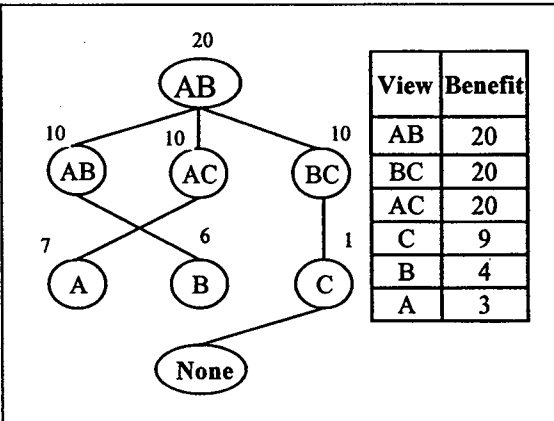 20
AB
10 10 10
AB AC BC
7 6 1
A B C
None
View Benefit
AB 20
BC 20
AC 20
C 9
B 4
A 3